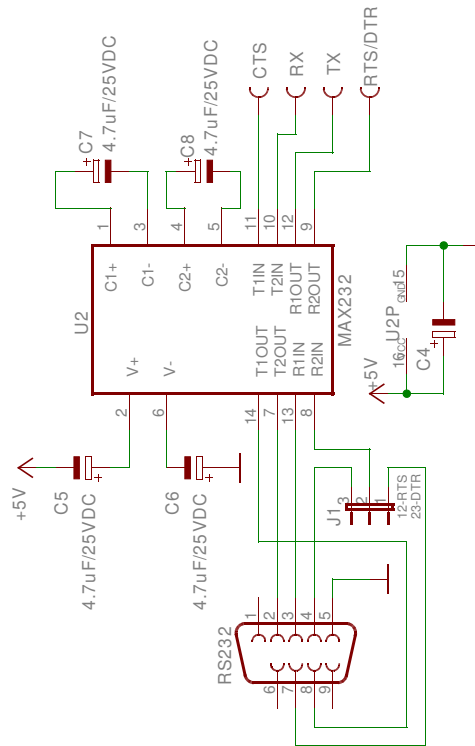 CTS
RX
TX
RTS/DTR
C7
4.7uF/25VDC
C8
4.7uF/25VDC
1
3
4
5
11
10
12
9
C1+
C1-
C2+
C2-
T1IN
T2IN
R1OUT
R2OUT
U2
MAX232
V+
V-
T1OUT
T2OUT
R1IN
R2IN
2
6
14
7
13
8
+5V
C5
4.7uF/25VDC
C6
4.7uF/25VDC
+5V
16
VCC
U2P
GND
15
C4
J1
3
2
1
12-RTS
23-DTR
RS232
1
2
3
4
5
6
7
8
9